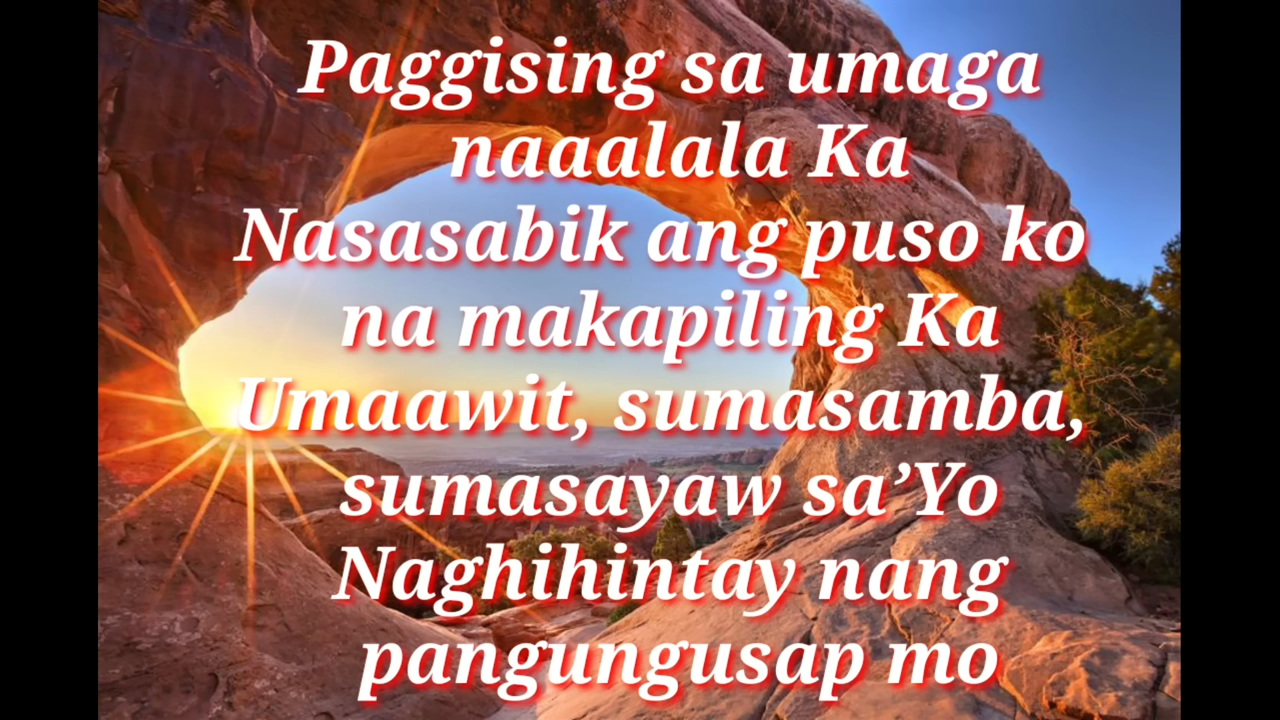 Paggising sa umaga
naaalala Ka
Nasasabik ang puso ko
na makapiling Ka
Umaawit, sumasamba,
sumasayaw sa’Yo
Naghihintay nang
pangungusap mo